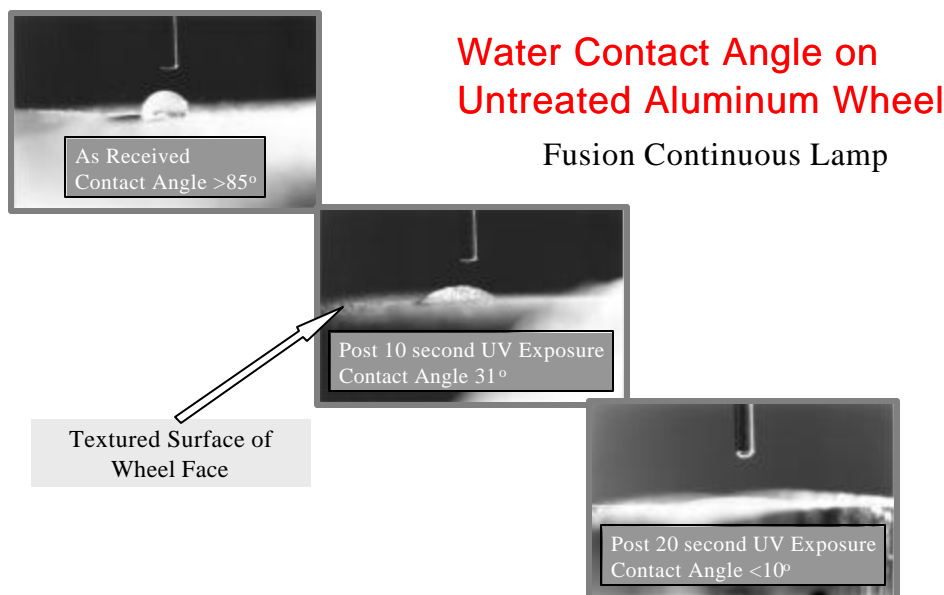 Water Contact Angle on
Untreated Aluminum Wheel
Fusion Continuous Lamp
As Received
Contact Angle >85°
Post 10 second UV Exposure
Contact Angle 31°
Textured Surface of
Wheel Face
Post 20 second UV Exposure
Contact Angle <10°